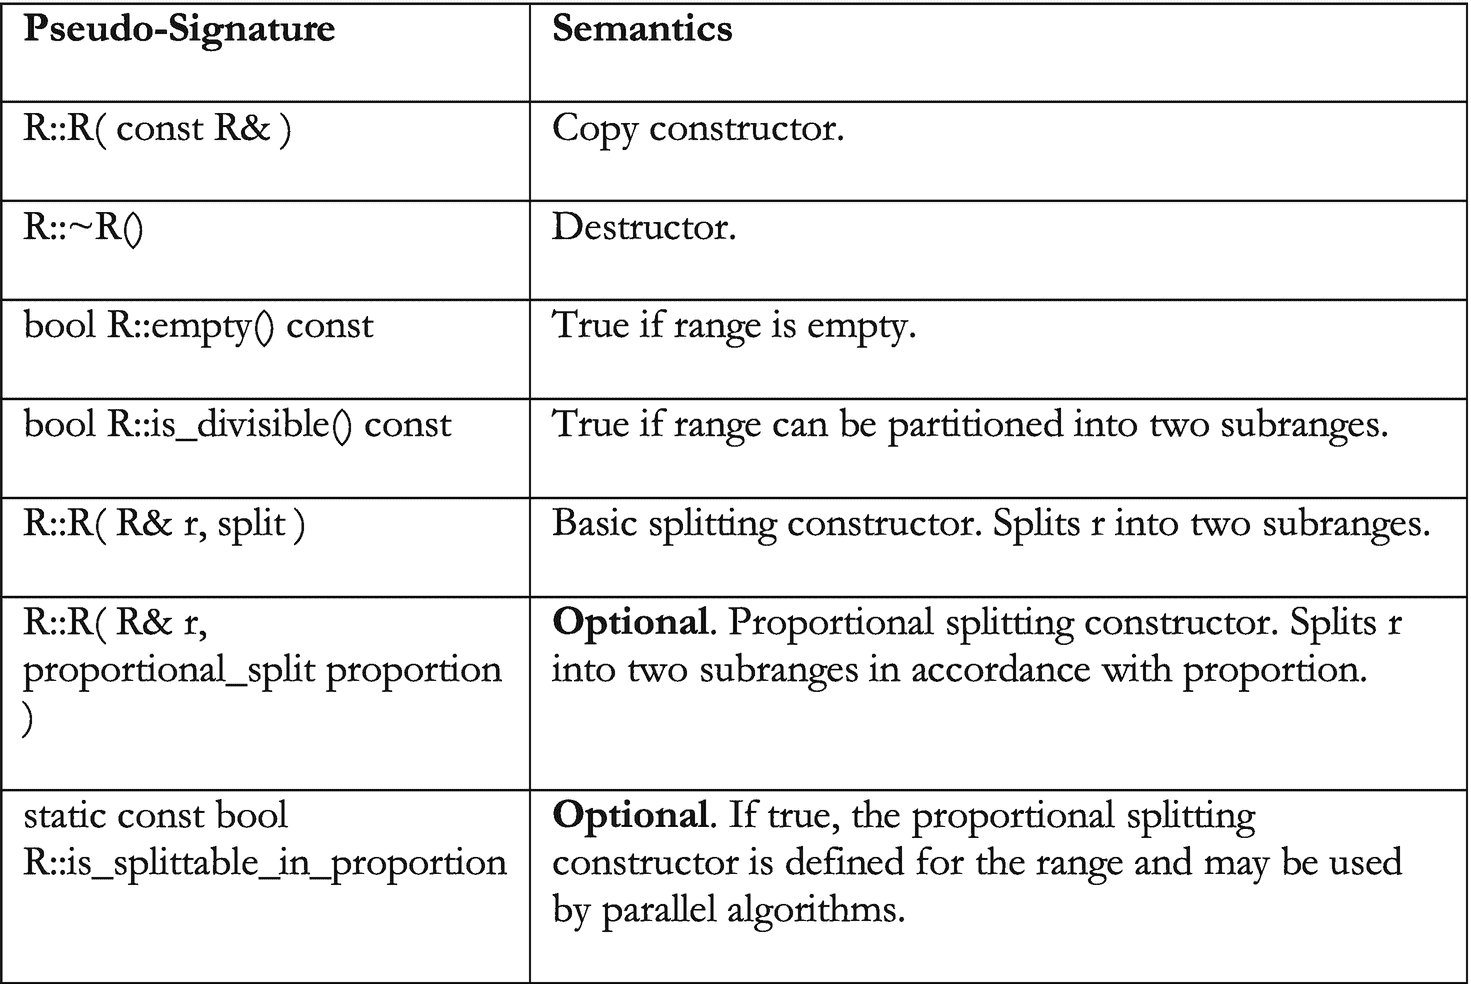 Pseudo-Signature
Semantics
R::R( const R& )
Copy constructor.
R::~R()
Destructor.
bool R::empty() const
True if range is empty.
bool R::is_divisible() const
True if range can be partitioned into two subranges.
R::R( R& r, split )
Basic splitting constructor. Splits r into two subranges.
R::R( R& r,
proportional_split proportion
)
Optional. Proportional splitting constructor. Splits r
into two subranges in accordance with proportion.
static const bool
R::is_splittable_in_proportion
Optional. If true, the proportional splitting
constructor is defined for the range and may be used
by parallel algorithms.